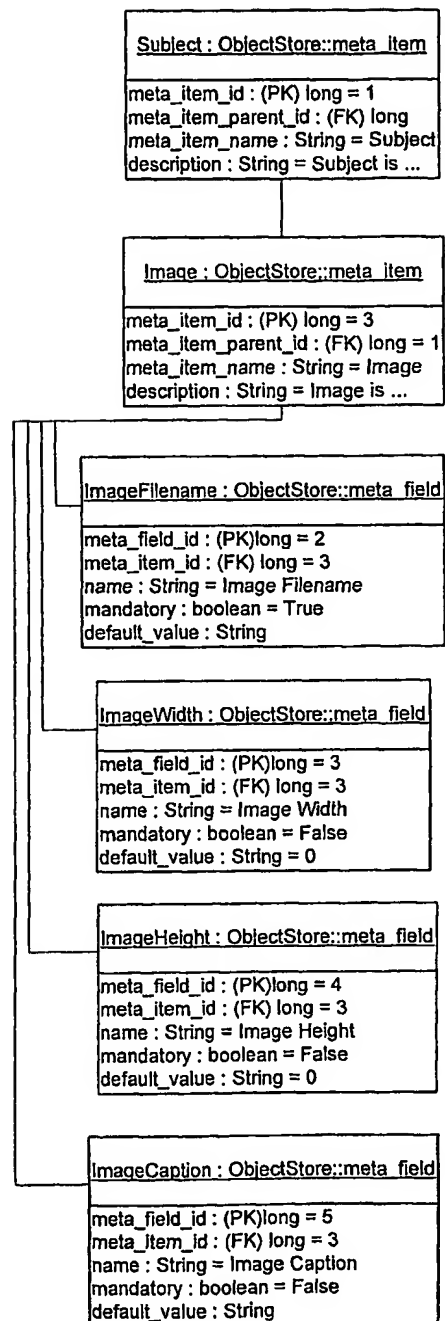 Subject : ObjectStore::meta_item
meta_item_id : (PK) long = 1
meta_item_parent_id : (FK) long
meta_item_name : String = Subject
description : String = Subject is ...
Image : ObjectStore::meta_item
meta_item_id : (PK) long = 3
meta_item_parent_id : (FK) long = 1
meta_item_name : String = Image
description : String = Image is ...
ImageFilename : ObjectStore::meta_field
meta_field_id : (PK)long = 2
meta_item_id : (FK) long = 3
name : String = Image Filename
mandatory : boolean = True
default_value : String
ImageWidth : ObjectStore::meta_field
meta_field_id : (PK)long = 3
meta_item_id : (FK) long = 3
name : String = Image Width
mandatory : boolean = False
default_value : String = 0
ImageHeight : ObjectStore::meta_field
meta_field_id : (PK)long = 4
meta_item_id : (FK) long = 3
name : String = Image Height
mandatory : boolean = False
default_value : String = 0
ImageCaption : ObjectStore::meta_field
meta_field_id : (PK)long = 5
meta_item_id : (FK) long = 3
name : String = Image Caption
mandatory : boolean = False
default_value : String